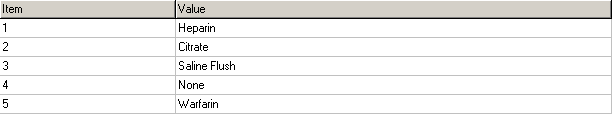 Item Value
1 Heparin
2 Citrate
3 Saline Flush
4 None
5 Warfarin